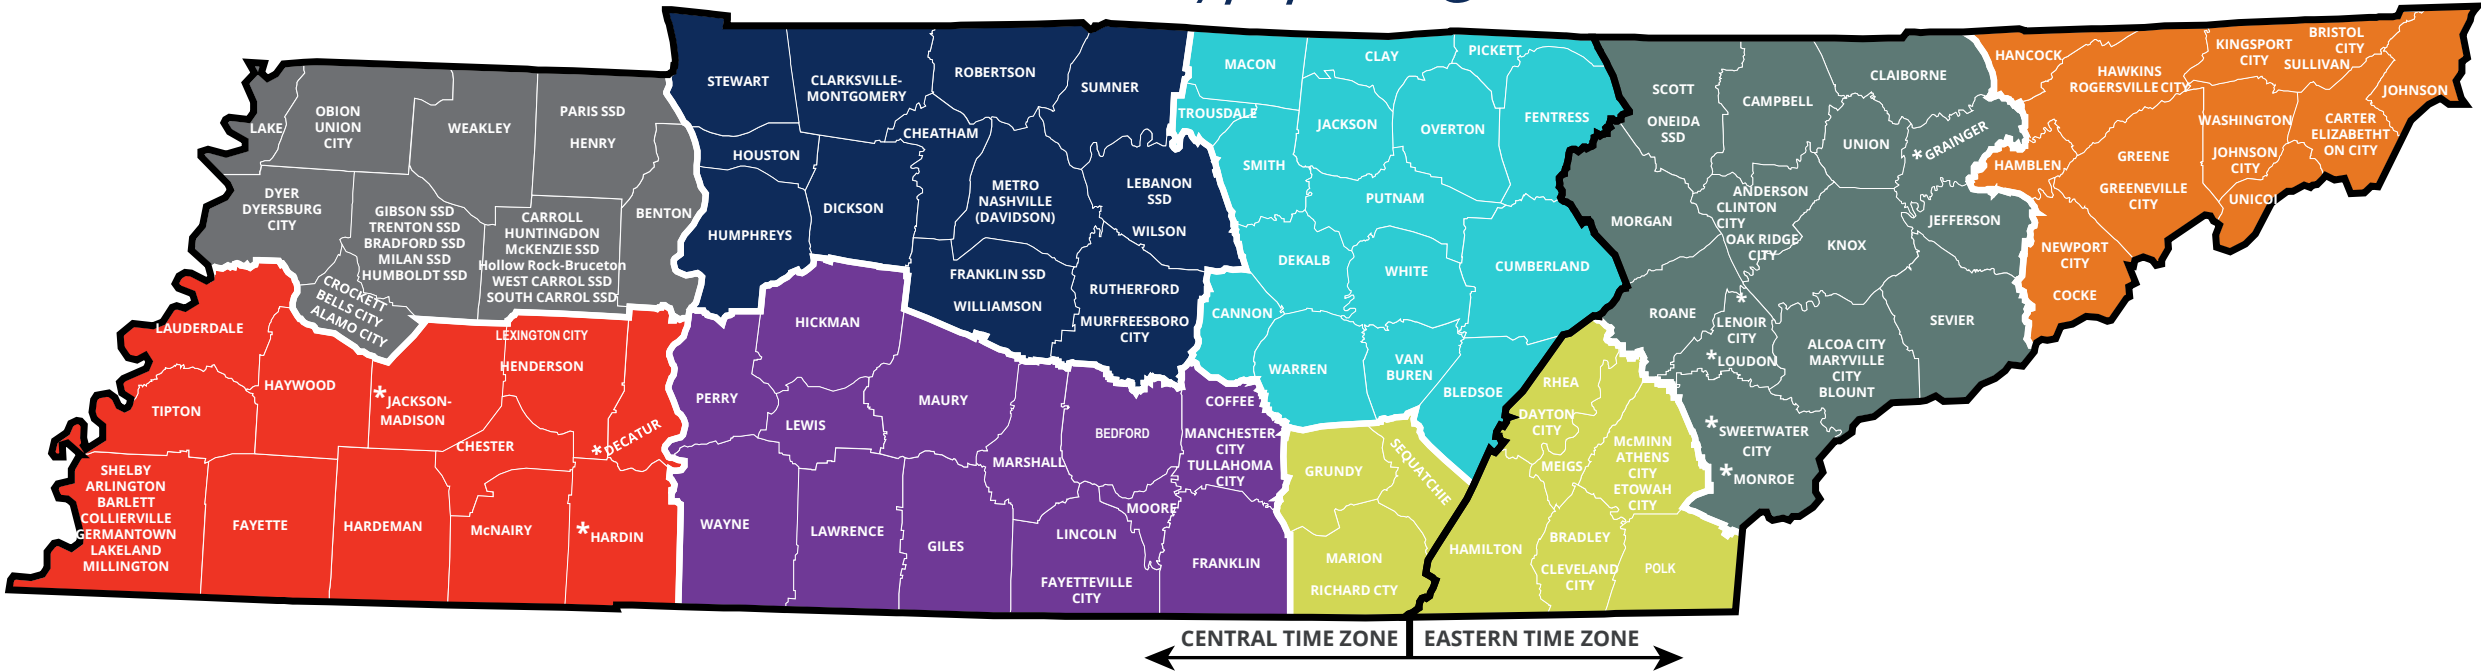 LAKE
OBION
UNION
CITY
WEAKLEY
PARIS SSD
HENRY
DYER
DYERSBURG
CITY
GIBSON SSD
TRENTON SSD
BRADFORD SSD
MILAN SSD
HUMBOLDT SSD
CARROLL
HUNTINGDON
McKENZIE SSD
Hollow Rock-Bruceton
WEST CARROL SSD
SOUTH CARROL SSD
BENTON
CROCKETT
BELLS CITY
ALAMO CITY
LAUDERDALE
TIPTON
HAYWOOD
*JACKSON-
MADISON
LEXINGTON CITY
HENDERSON
CHESTER
*DECATUR
SHELBY
ARLINGTON
BARLETT
COLLIERVILLE
GERMANTOWN
LAKELAND
MILLINGTON
FAYETTE
HARDEMAN
McNAIRY
*HARDIN
STEWART
CLARKSVILLE-
MONTGOMERY
ROBERTSON
SUMNER
HOUSTON
CHEATHAM
HUMPHREYS
DICKSON
METRO
NASHVILLE
(DAVIDSON)
LEBANON
SSD
WILSON
FRANKLIN SSD
WILLIAMSON
RUTHERFORD
MURFREESBORO
CITY
HICKMAN
PERRY
LEWIS
MAURY
MARSHALL
BEDFORD
COFFEE
MANCHESTER
CITY
TULLAHOMA
CITY
WAYNE
LAWRENCE
GILES
MOORE
LINCOLN
FAYETTEVILLE
CITY
FRANKLIN
MACON
CLAY
PICKETT
TROUSDALE
JACKSON
OVERTON
FENTRESS
SMITH
PUTNAM
DEKALB
WHITE
CUMBERLAND
CANNON
WARREN
VAN
BUREN
BLEDSOE
GRUNDY
SEQUATCHIE
MARION
RICHARD CTY
RHEA
DAYTON
CITY
MEIGS
McMINN
ATHENS
CITY
ETOWAH
CITY
HAMILTON
BRADLEY
CLEVELAND
CITY
POLK
SCOTT
ONEIDA
SSD
CAMPBELL
CLAIBORNE
UNION
*GRAINGER
MORGAN
ANDERSON
CLINTON
CITY
OAK RIDGE
CITY
KNOX
JEFFERSON
ROANE
*
LENOIR
CITY
*LOUDON
ALCOA CITY
MARYVILLE
CITY
BLOUNT
SEVIER
*SWEETWATER
CITY
*MONROE
HANCOCK
HAWKINS
ROGERSVILLE CITY
KINGSPORT
CITY
BRISTOL
CITY
SULLIVAN
JOHNSON
HAMBLEN
GREENE
GREENEVILLE
CITY
WASHINGTON
JOHNSON
CITY
CARTER
ELIZABETHT
ON CITY
UNICOI
NEWPORT
CITY
COCKE
CENTRAL TIME ZONE
EASTERN TIME ZONE